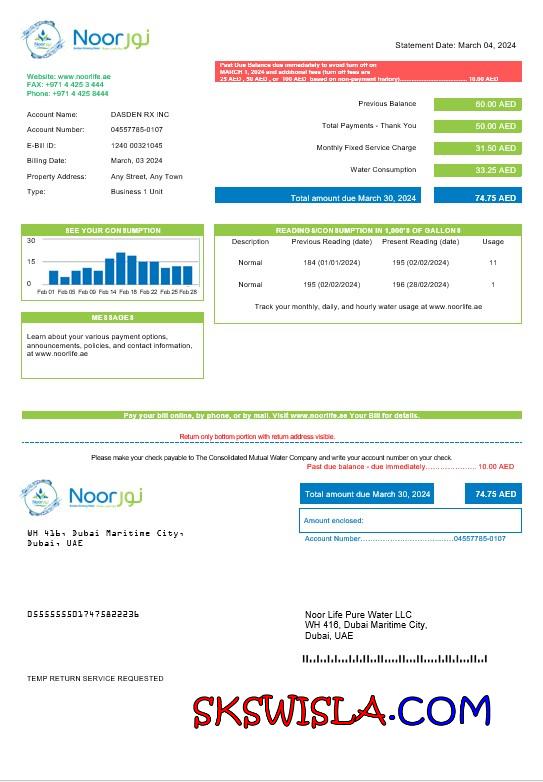 Noor نور
Statement Date: March 04, 2024
Past Due Balance due immediately to avoid turn off on
MARCH 1, 2024 and additional fees (turn off fees are
25 AED , 50 AED , or 100 AED based on non-payment history)............................ 10.00 AED
Website: www.noorlife.ae
FAX: +971 4 425 3 444
Phone: +971 4 425 8444
Account Name: DASDEN RX INC
Account Number: 04557785-0107
E-Bill ID: 1240 00321045
Billing Date: March, 03 2024
Property Address: Any Street, Any Town
Type: Business 1 Unit
Previous Balance 60.00 AED
Total Payments - Thank You 50.00 AED
Monthly Fixed Service Charge 31.50 AED
Water Consumption 33.25 AED
Total amount due March 30, 2024 74.75 AED
SEE YOUR CONSUMPTION
30
15
0
Feb 01 Feb 05 Feb 09 Feb 14 Feb 18 Feb 22 Feb 25 Feb 28
READINGS/CONSUMPTION IN 1,000'S OF GALLONS
Description Previous Reading (date) Present Reading (date) Usage
Normal 184 (01/01/2024) 195 (02/02/2024) 11
Normal 195 (02/02/2024) 196 (28/02/2024) 1
Track your monthly, daily, and hourly water usage at www.noorlife.ae
MESSAGES
Learn about your various payment options,
announcements, policies, and contact information,
at www.noorlife.ae
Pay your bill online, by phone, or by mail. Visit www.noorlife.ae Your Bill for details.
Return only bottom portion with return address visible.
Please make your check payable to The Consolidated Mutual Water Company and write your account number on your check.
Past due balance - due immediately.................... 10.00 AED
Noor نور
Total amount due March 30, 2024 74.75 AED
Amount enclosed:
Account Number..............................04557785-0107
WH 416, Dubai Maritime City,
Dubai, UAE
Noor Life Pure Water LLC
WH 416, Dubai Maritime City,
Dubai, UAE
TEMP RETURN SERVICE REQUESTED
SKSWISLA.COM